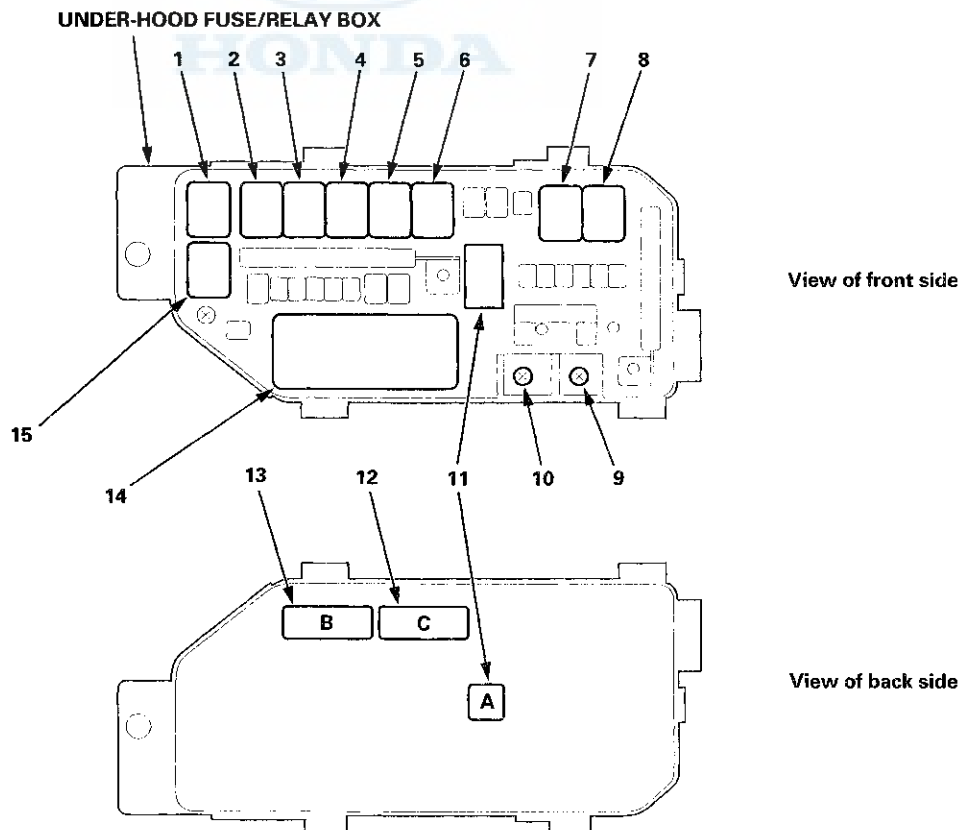 UNDER-HOOD FUSE/RELAY BOX
HONDA
1 2 3 4 5 6 7 8
View of front side
15
14
13 12 11 10 9
B C
A
View of back side